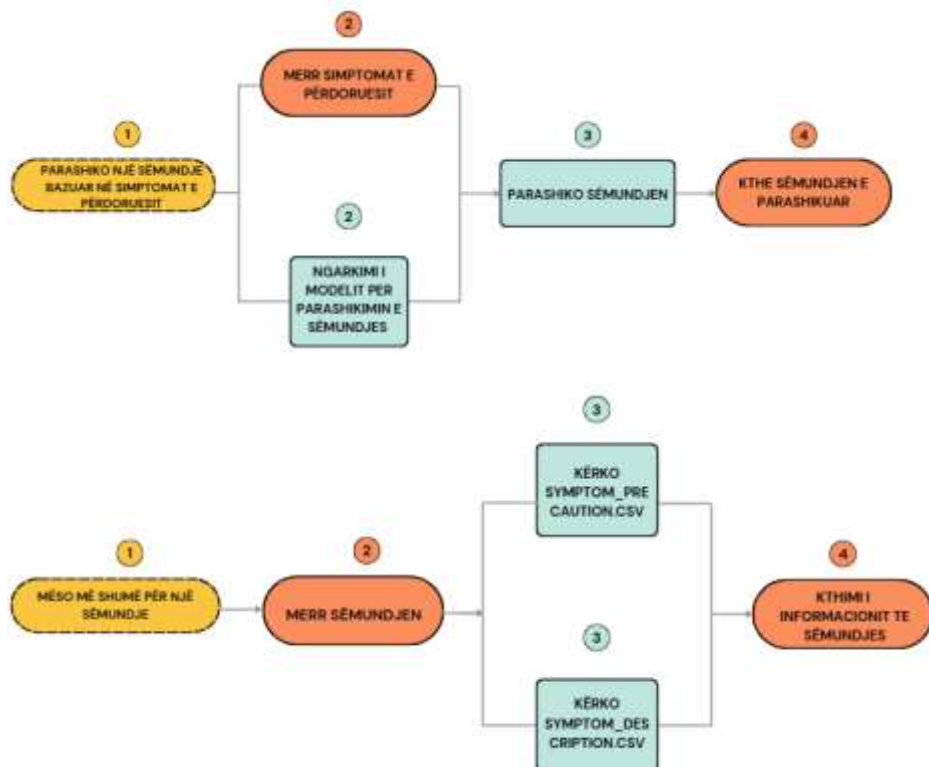 2
MERR SIMPTOMAT E
PËRDORUESIT
1
PARASHIKO NJË SËMUNDJE
BAZUAR NË SIMPTOMAT E
PËRDORUESIT
2
NGARKIMI I
MODELIT PER
PARASHIKIMIN E
SËMUNDJES
3
PARASHIKO SËMUNDJEN
4
KTHE SËMUNDJEN E
PARASHIKUAR
1
MËSO MË SHUMË PËR NJË
SËMUNDJE
2
MERR SËMUNDJEN
3
KËRKO
SYMPTOM_PRE
CAUTION.CSV
3
KËRKO
SYMPTOM_DES
CRIPTION.CSV
4
KTHIMI I
INFORMACIONIT TE
SËMUNDJES